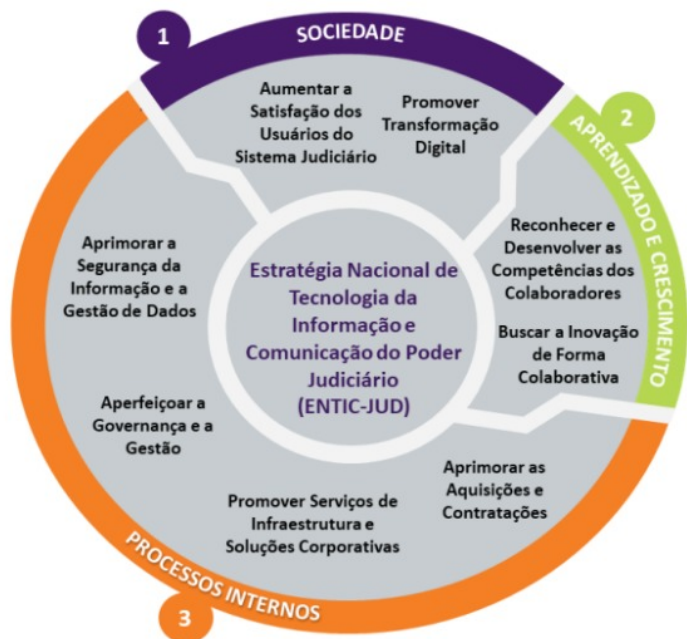 1
SOCIEDADE
Aumentar a
Satisfação dos
Usuários do
Sistema Judiciário
Promover
Transformação
Digital
2
APRENDIZADO E CRESCIMENTO
Reconhecer e
Desenvolver as
Competências dos
Colaboradores
Buscar a Inovação
de Forma
Colaborativa
Estratégia Nacional de
Tecnologia da
Informação e
Comunicação do Poder
Judiciário
(ENTIC-JUD)
Aprimorar a
Segurança da
Informação e a
Gestão de Dados
Aperfeiçoar a
Governança e a
Gestão
Promover Serviços de
Infraestrutura e
Soluções Corporativas
Aprimorar as
Aquisições e
Contratações
PROCESSOS INTERNOS
3